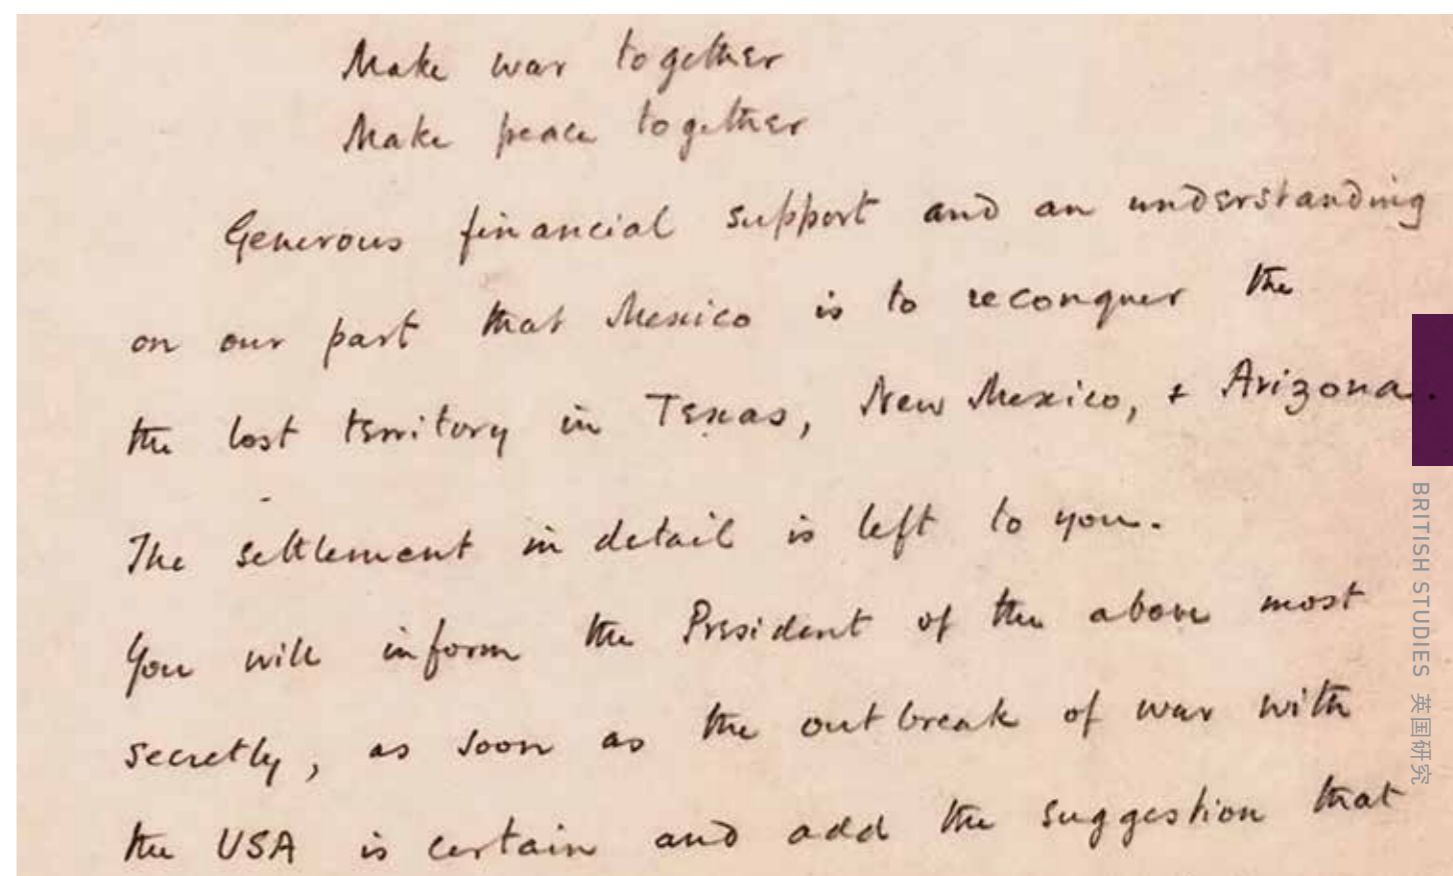 Make war together
Make peace together
Generous financial support and an understanding
on our part that Mexico is to reconquer the
the lost territory in Texas, New Mexico, & Arizona.
The settlement in detail is left to you.
You will inform the President of the above most
secretly, as soon as the outbreak of war with
the USA is certain and add the suggestion that
BRITISH STUDIES 英国研究